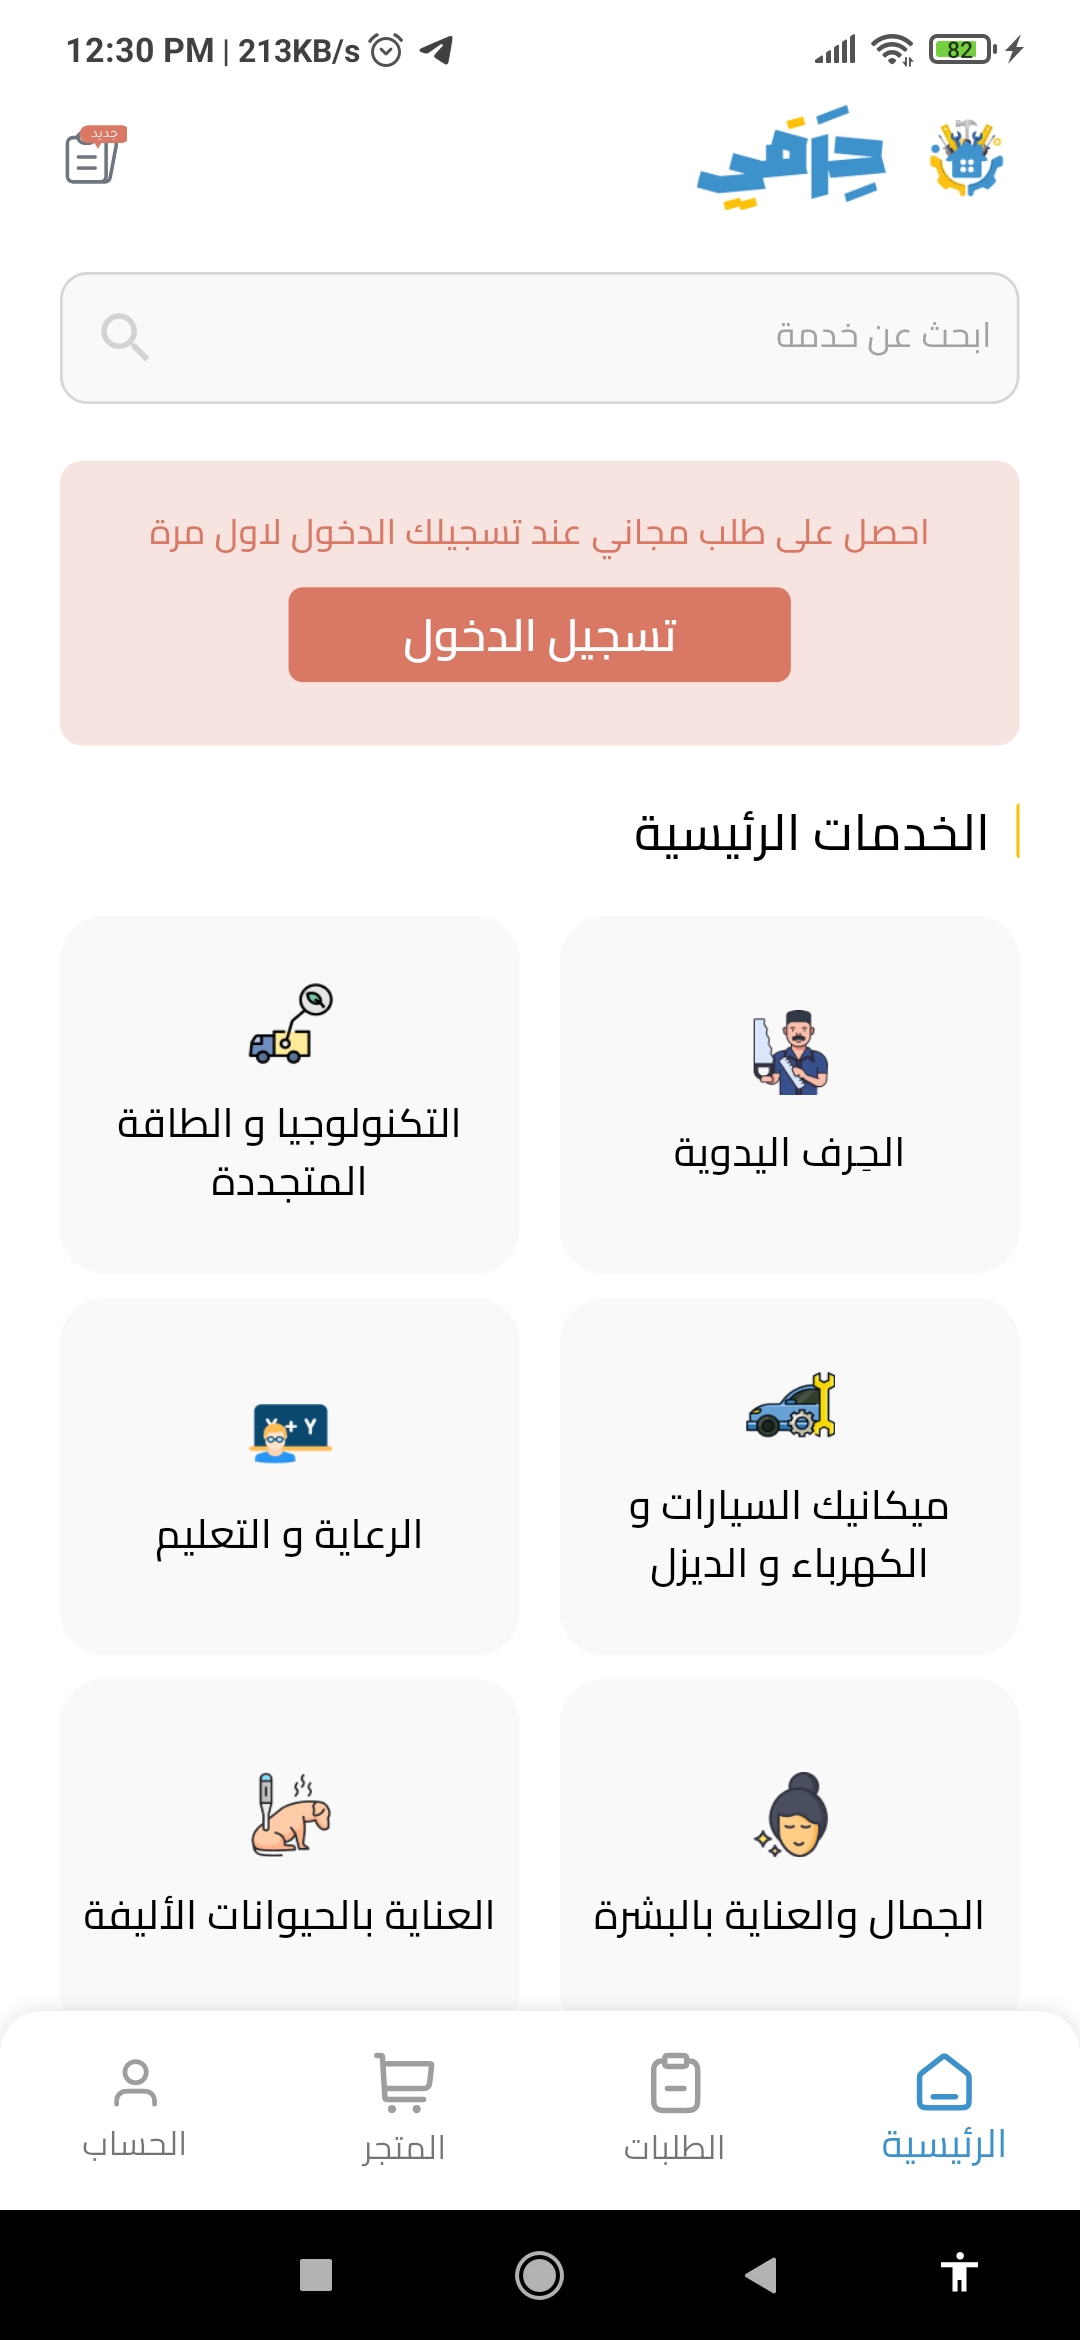 12:30 PM | 213KB/s
82
جديد
حِرَفي
ابحث عن خدمة
احصل على طلب مجاني عند تسجيلك الدخول لاول مرة
تسجيل الدخول
الخدمات الرئيسية
الحِرف اليدوية
التكنولوجيا و الطاقة
المتجددة
ميكانيك السيارات و
الكهرباء و الديزل
X + Y
الرعاية و التعليم
الجمال والعناية بالبشرة
العناية بالحيوانات الأليفة
الرئيسية
الطلبات
المتجر
الحساب